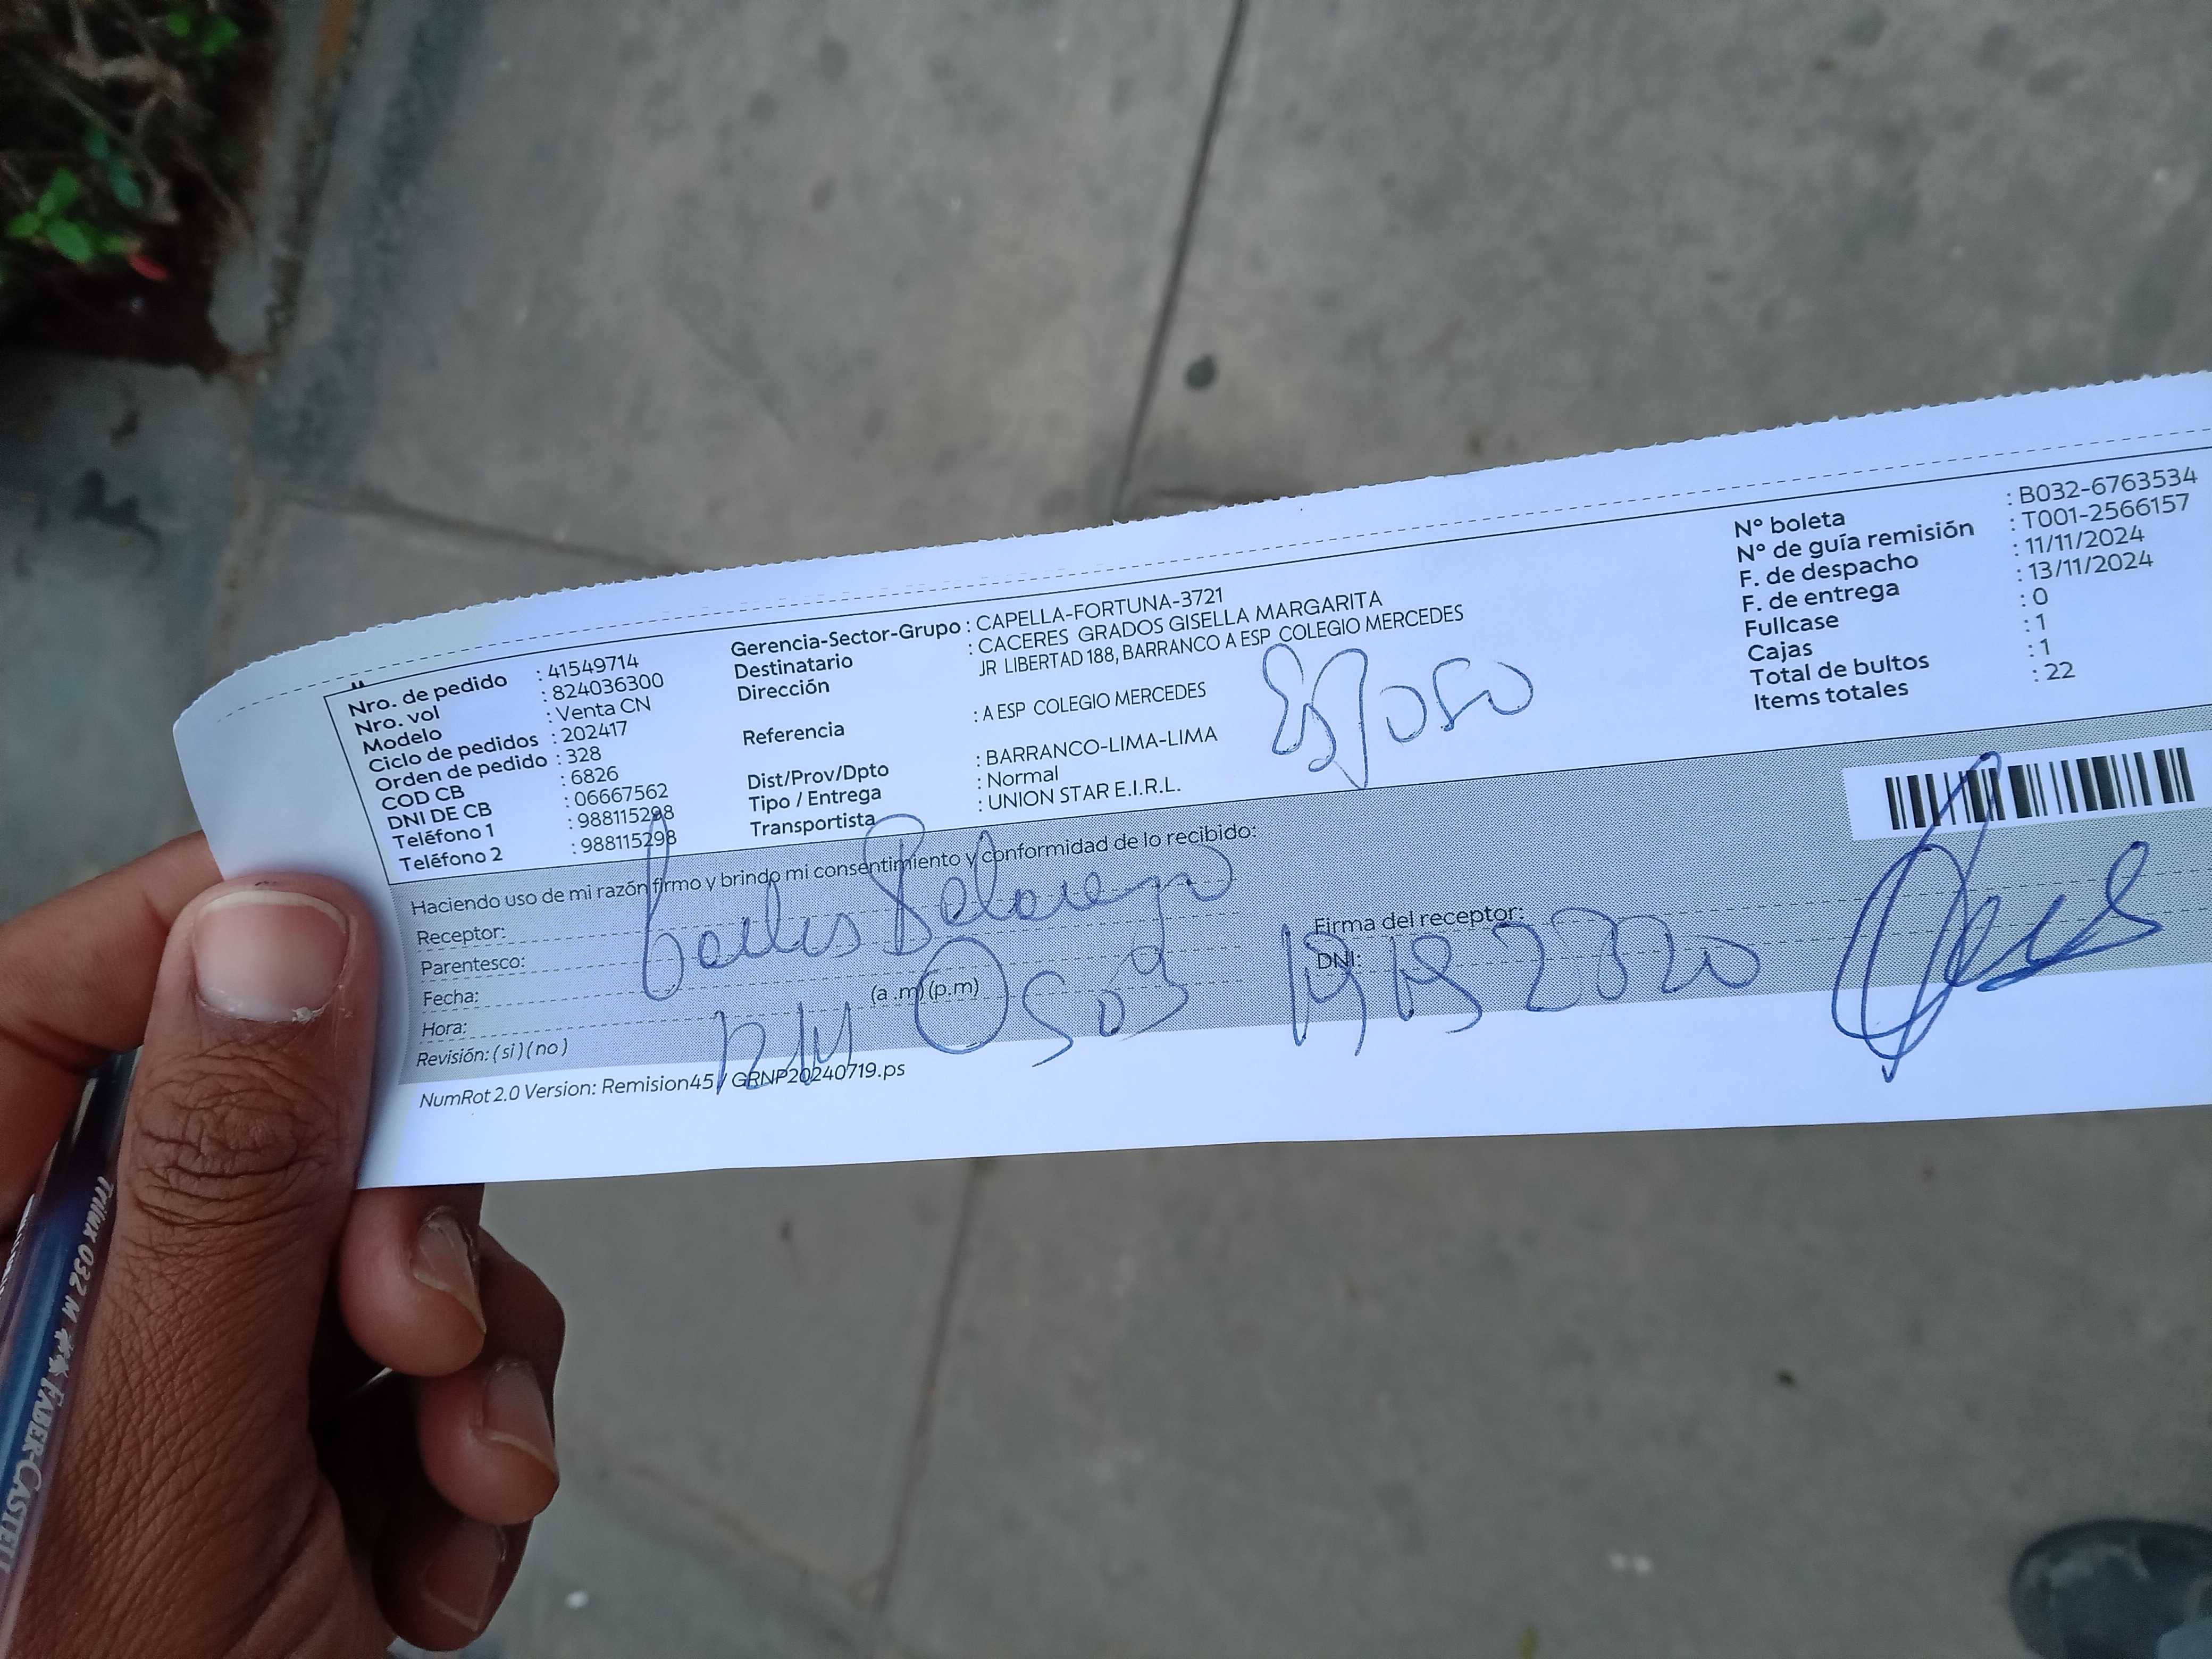 Nro. de pedido : 41549714
Nro. vol : 824036300
Modelo : Venta CN
Ciclo de pedidos : 202417
Orden de pedido : 328
COD CB : 6826
DNI DE CB : 06667562
Teléfono 1 : 988115298
Teléfono 2 : 988115298
Gerencia-Sector-Grupo : CAPELLA-FORTUNA-3721
Destinatario : CACERES GRADOS GISELLA MARGARITA
Dirección JR LIBERTAD 188, BARRANCO A ESP COLEGIO MERCEDES
Referencia : A ESP COLEGIO MERCEDES
Dist/Prov/Dpto : BARRANCO-LIMA-LIMA
Tipo / Entrega : Normal
Transportista : UNION STAR E.I.R.L.
Esposo
N° boleta : B032-6763534
N° de guía remisión : T001-2566157
F. de despacho : 11/11/2024
F. de entrega : 13/11/2024
Fullcase : 0
Cajas : 1
Total de bultos : 1
Items totales : 22
Haciendo uso de mi razón firmo y brindo mi consentimiento y conformidad de lo recibido:
Receptor: Carlos
Parentesco:
Fecha:
Hora: (a .m) (p.m)
Revisión: ( si ) ( no )
Firma del receptor:
DNI:
NumRot 2.0 Version: Remision45 / GRNP20240719.ps
Trilux 032 M FABER-CASTELL